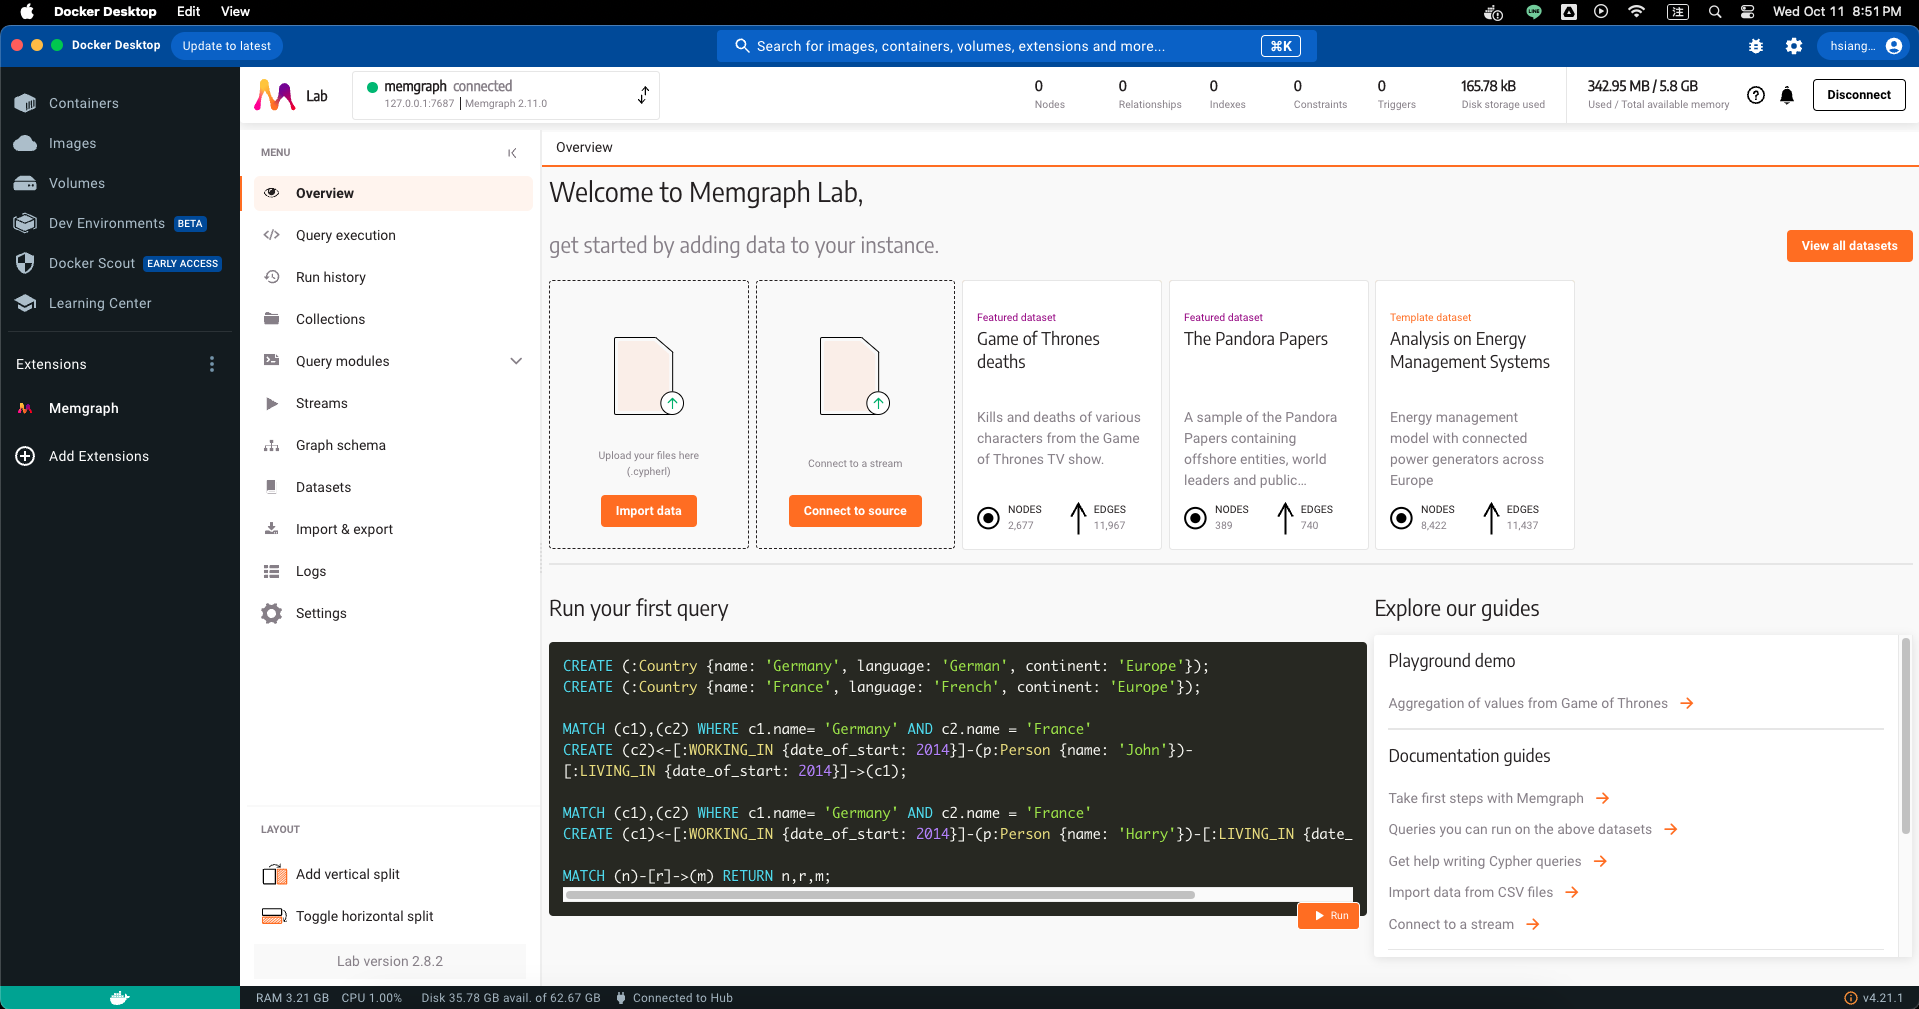 Docker Desktop Edit View
LINE
注
Wed Oct 11 8:51 PM
Docker Desktop
Update to latest
Search for images, containers, volumes, extensions and more...
⌘K
hsiang...
Containers
Images
Volumes
Dev Environments BETA
Docker Scout EARLY ACCESS
Learning Center
Extensions
Memgraph
Add Extensions
Lab
memgraph connected
127.0.0.1:7687 | Memgraph 2.11.0
0
Nodes
0
Relationships
0
Indexes
0
Constraints
0
Triggers
165.78 kB
Disk storage used
342.95 MB / 5.8 GB
Used / Total available memory
Disconnect
MENU
Overview
Query execution
Run history
Collections
Query modules
Streams
Graph schema
Datasets
Import & export
Logs
Settings
LAYOUT
Add vertical split
Toggle horizontal split
Lab version 2.8.2
Overview
Welcome to Memgraph Lab,
get started by adding data to your instance.
View all datasets
Upload your files here
(.cypherl)
Import data
Connect to a stream
Connect to source
Featured dataset
Game of Thrones
deaths
Kills and deaths of various
characters from the Game
of Thrones TV show.
NODES
2,677
EDGES
11,967
Featured dataset
The Pandora Papers
A sample of the Pandora
Papers containing
offshore entities, world
leaders and public...
NODES
389
EDGES
740
Template dataset
Analysis on Energy
Management Systems
Energy management
model with connected
power generators across
Europe
NODES
8,422
EDGES
11,437
Run your first query
CREATE (:Country {name: 'Germany', language: 'German', continent: 'Europe'});
CREATE (:Country {name: 'France', language: 'French', continent: 'Europe'});
MATCH (c1),(c2) WHERE c1.name= 'Germany' AND c2.name = 'France'
CREATE (c2)<-[:WORKING_IN {date_of_start: 2014}]-(p:Person {name: 'John'})-
[:LIVING_IN {date_of_start: 2014}]->(c1);
MATCH (c1),(c2) WHERE c1.name= 'Germany' AND c2.name = 'France'
CREATE (c1)<-[:WORKING_IN {date_of_start: 2014}]-(p:Person {name: 'Harry'})-[:LIVING_IN {date_
MATCH (n)-[r]->(m) RETURN n,r,m;
Run
Explore our guides
Playground demo
Aggregation of values from Game of Thrones
Documentation guides
Take first steps with Memgraph
Queries you can run on the above datasets
Get help writing Cypher queries
Import data from CSV files
Connect to a stream
RAM 3.21 GB CPU 1.00% Disk 35.78 GB avail. of 62.67 GB Connected to Hub
v4.21.1